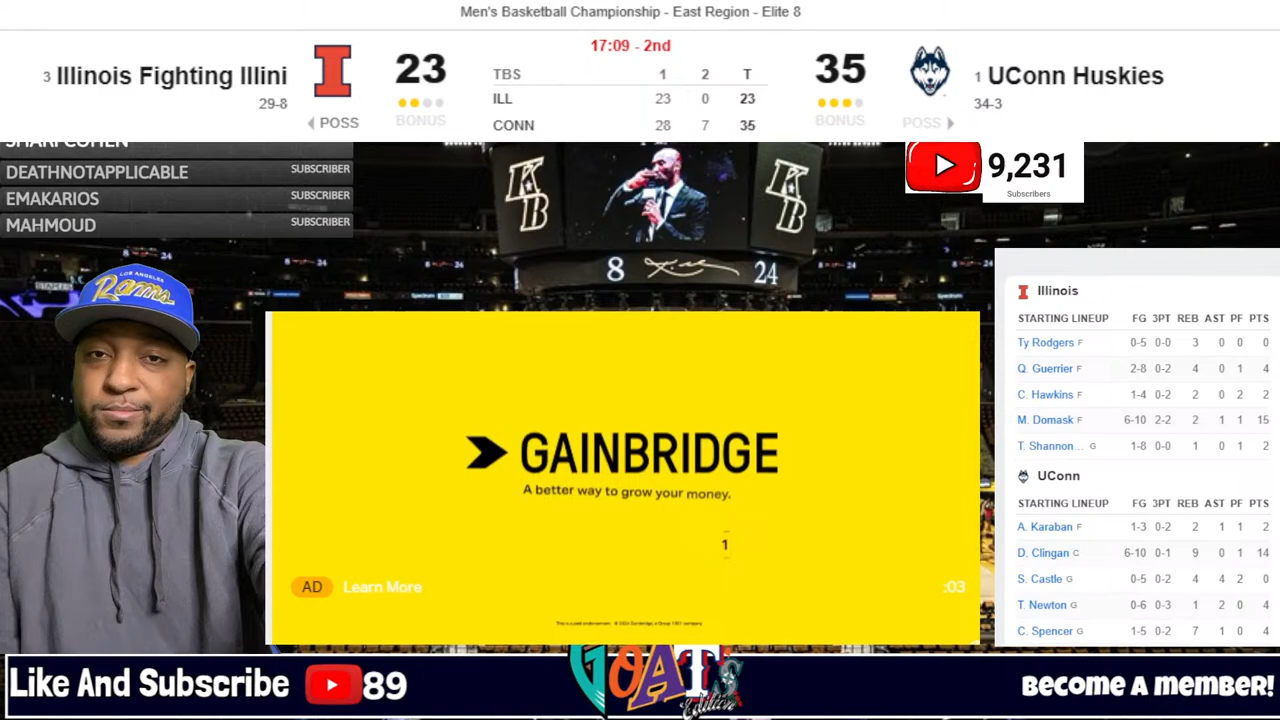 Men's Basketball Championship - East Region - Elite 8
3 Illinois Fighting Illini
29-8
23
BONUS
POSS
17:09 - 2nd
TBS 1 2 T
ILL 23 0 23
CONN 28 7 35
35
BONUS
1 UConn Huskies
34-3
POSS
SHARPCOHEN
DEATHNOTAPPLICABLE SUBSCRIBER
EMAKARIOS SUBSCRIBER
MAHMOUD SUBSCRIBER
9,231
Subscribers
KB
KB
8 24
LOS ANGELES
Rams
GAINBRIDGE
A better way to grow your money.
1
AD Learn More :03
Illinois
STARTING LINEUP FG 3PT REB AST PF PTS
Ty Rodgers F 0-5 0-0 3 0 0 0
Q. Guerrier F 2-8 0-2 4 0 1 4
C. Hawkins F 1-4 0-2 2 0 2 2
M. Domask F 6-10 2-2 2 1 1 15
T. Shannon... G 1-8 0-0 1 0 1 2
UConn
STARTING LINEUP FG 3PT REB AST PF PTS
A. Karaban F 1-3 0-2 2 1 1 2
D. Clingan C 6-10 0-1 9 0 1 14
S. Castle G 0-5 0-2 4 4 2 0
T. Newton G 0-6 0-3 1 2 0 4
C. Spencer G 1-5 0-2 7 1 0 4
Like And Subscribe 89
GOATS
Edition
Become A member!